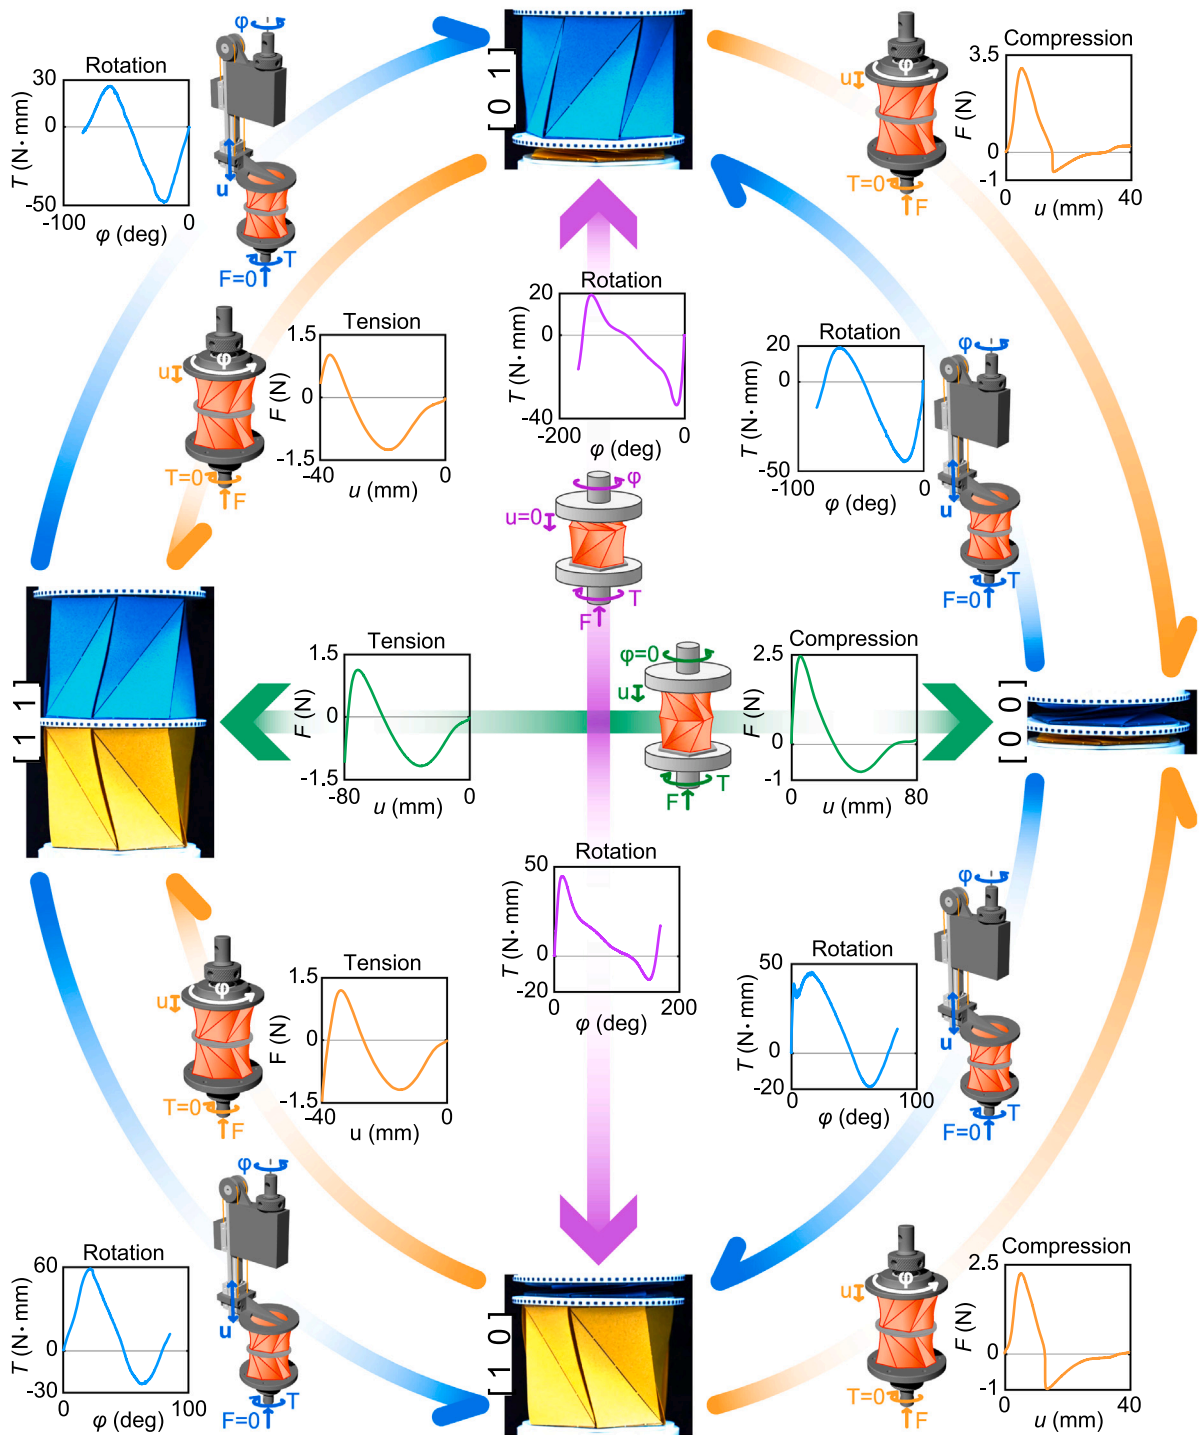 φ
[ 0 1 ]
Rotation
30
0
-50
-100
0
T (N· mm)
φ (deg)
u
F=0
T
φ
u
T=0
F
Compression
3.5
0
-1
0
40
F (N)
u (mm)
φ
u
T=0
F
Tension
1.5
0
-1.5
-40
0
F (N)
u (mm)
Rotation
20
0
-40
-200
0
T (N· mm)
φ (deg)
Rotation
20
0
-50
-100
0
T (N· mm)
φ (deg)
φ
u
F=0
T
φ
u=0
T
F
[ 1 1 ]
Tension
1.5
0
-1.5
-80
0
F (N)
u (mm)
φ=0
u
T
F
Compression
2.5
0
-1
0
80
F (N)
u (mm)
[ 0 0 ]
Rotation
50
0
-20
0
200
T (N· mm)
φ (deg)
φ
u
T=0
F
Tension
1.5
0
-1.5
-40
0
F (N)
u (mm)
Rotation
50
0
-20
0
100
T (N· mm)
φ (deg)
φ
u
F=0
T
Rotation
60
0
-30
0
100
T (N· mm)
φ (deg)
φ
u
F=0
T
[ 1 0 ]
φ
u
T=0
F
Compression
2.5
0
-1
0
40
F (N)
u (mm)